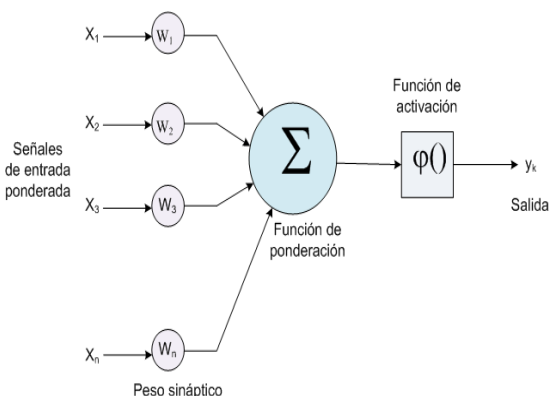 X1
W1
X2
W2
X3
W3
Xn
Wn
Señales
de entrada
ponderada
Peso sináptico
Σ
Función de
ponderación
Función de
activación
φ()
yk
Salida